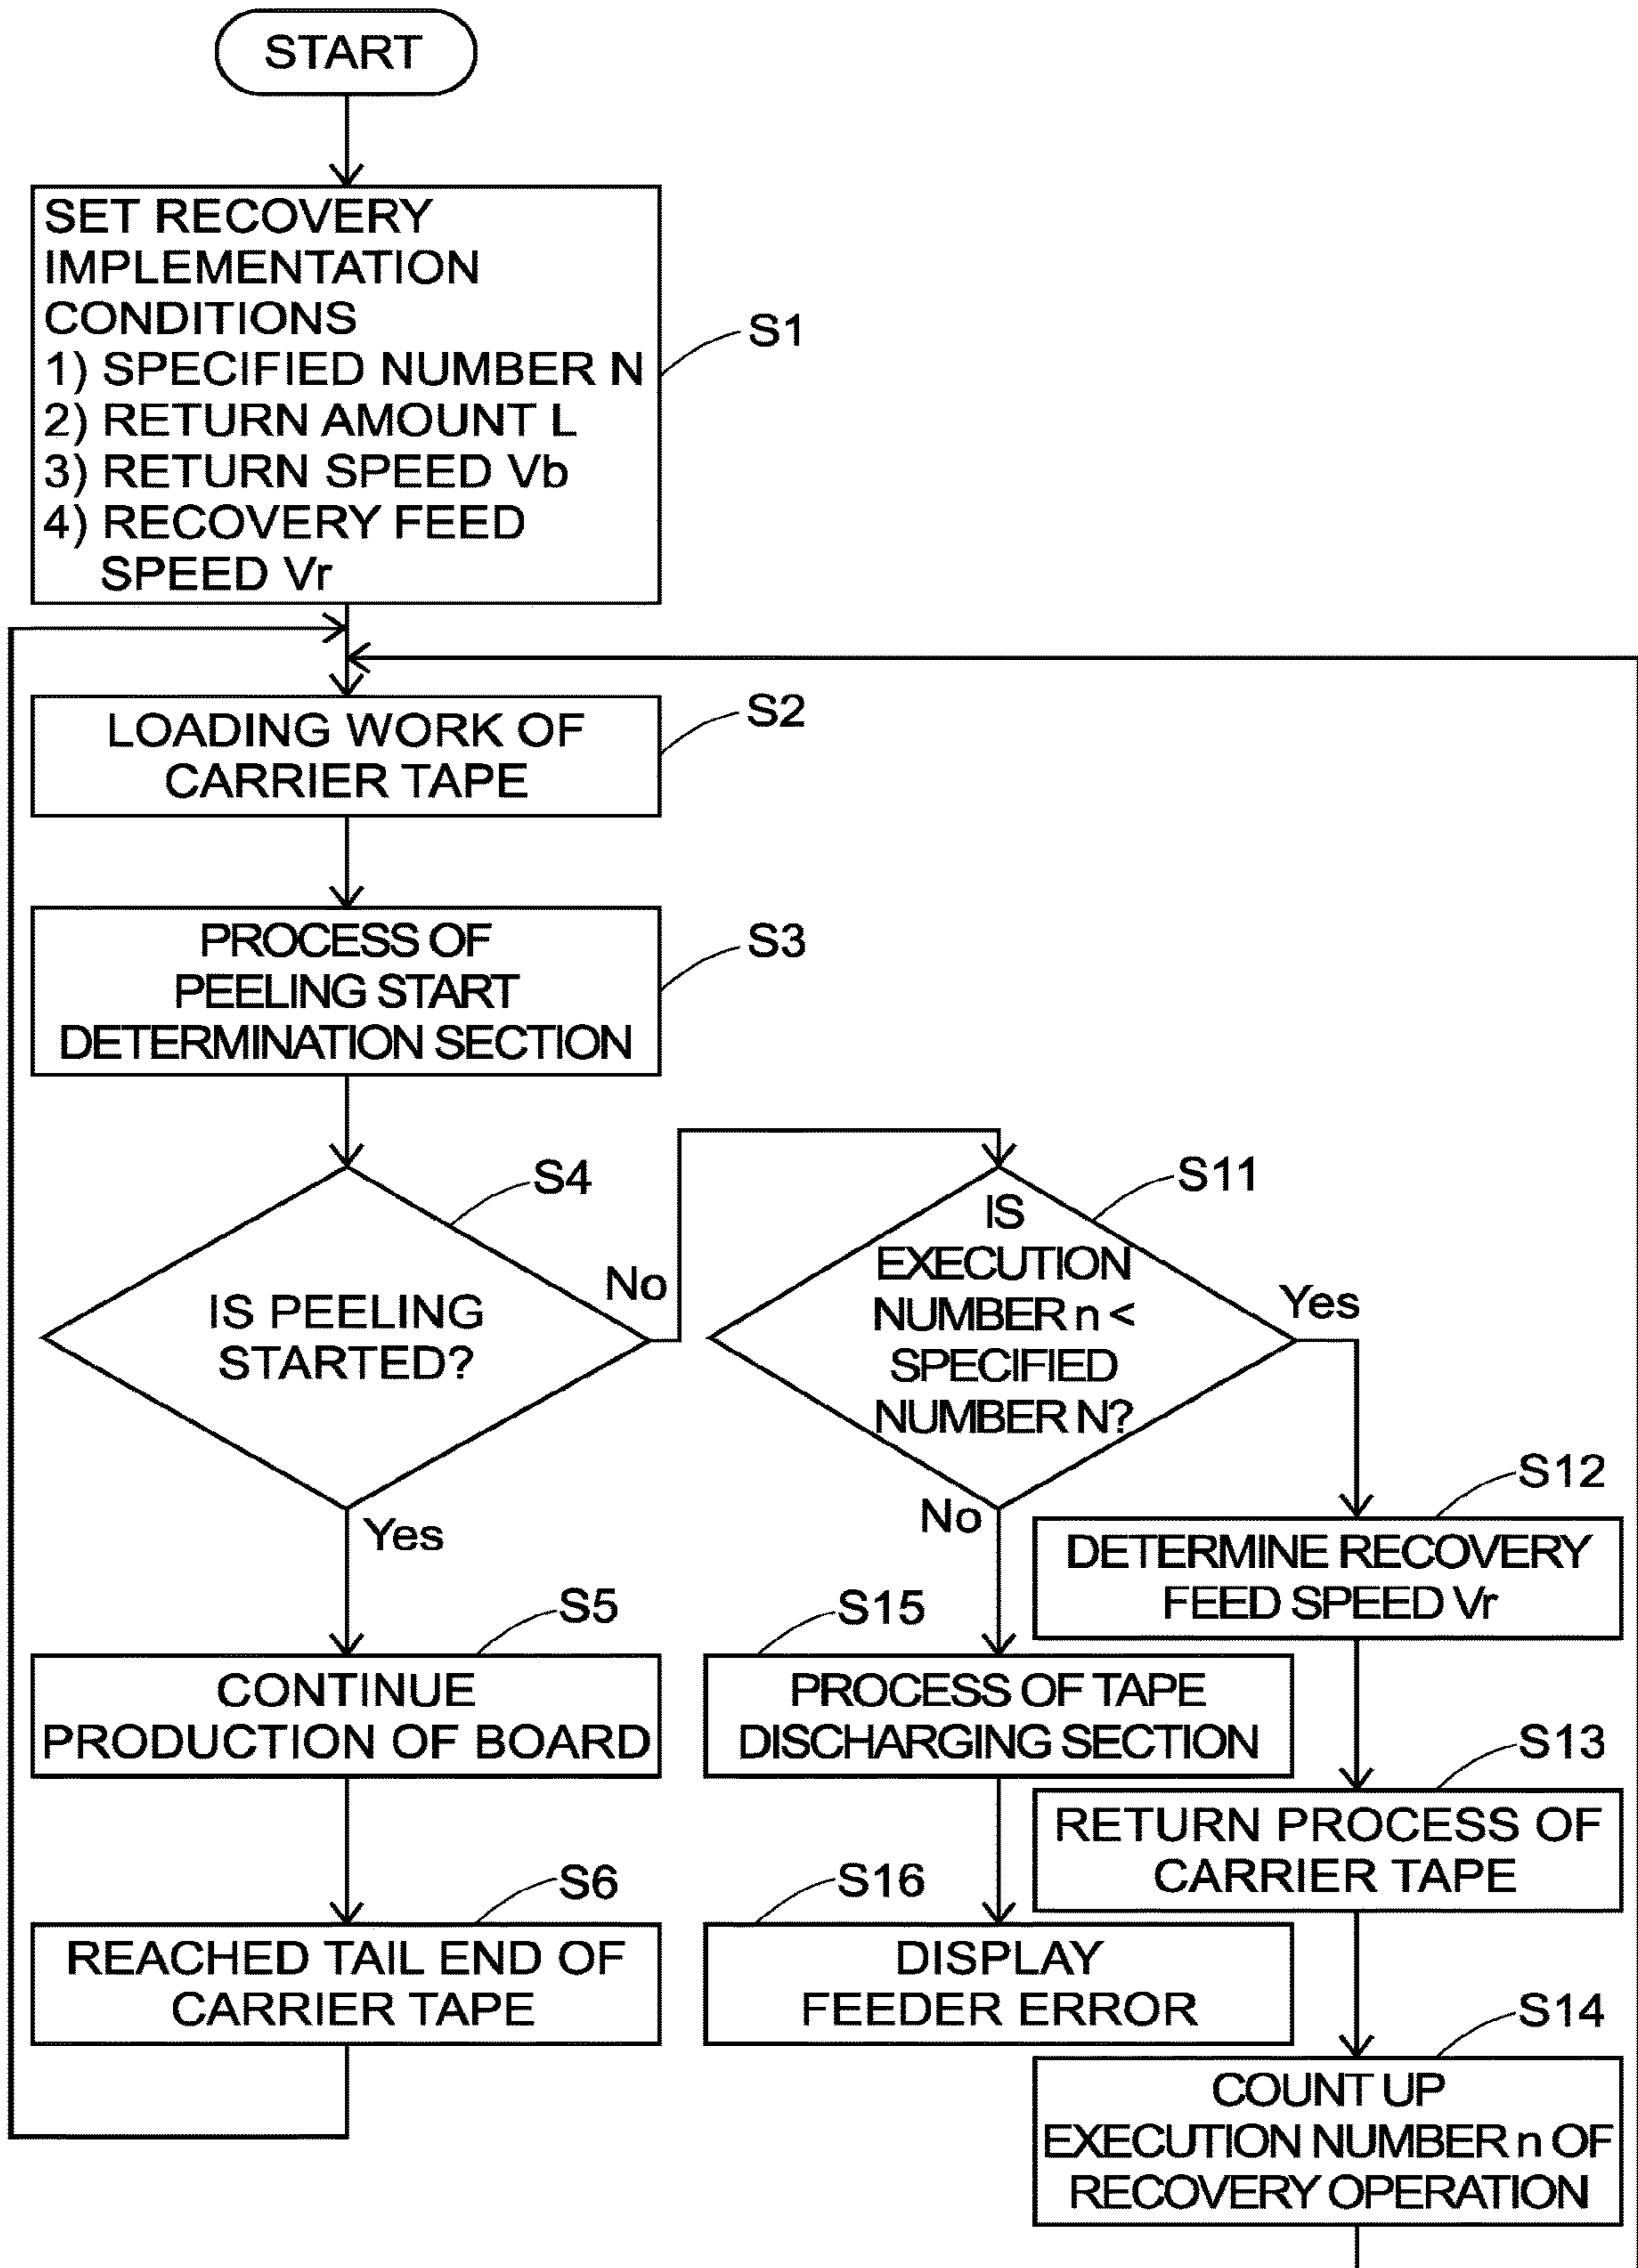 START
SET RECOVERY
IMPLEMENTATION
CONDITIONS
1) SPECIFIED NUMBER N
2) RETURN AMOUNT L
3) RETURN SPEED Vb
4) RECOVERY FEED
SPEED Vr
S1
LOADING WORK OF
CARRIER TAPE
S2
PROCESS OF
PEELING START
DETERMINATION SECTION
S3
IS PEELING
STARTED?
S4
No
Yes
IS
EXECUTION
NUMBER n <
SPECIFIED
NUMBER N?
S11
Yes
No
CONTINUE
PRODUCTION OF BOARD
S5
REACHED TAIL END OF
CARRIER TAPE
S6
PROCESS OF TAPE
DISCHARGING SECTION
S15
DISPLAY
FEEDER ERROR
S16
DETERMINE RECOVERY
FEED SPEED Vr
S12
RETURN PROCESS OF
CARRIER TAPE
S13
COUNT UP
EXECUTION NUMBER n OF
RECOVERY OPERATION
S14